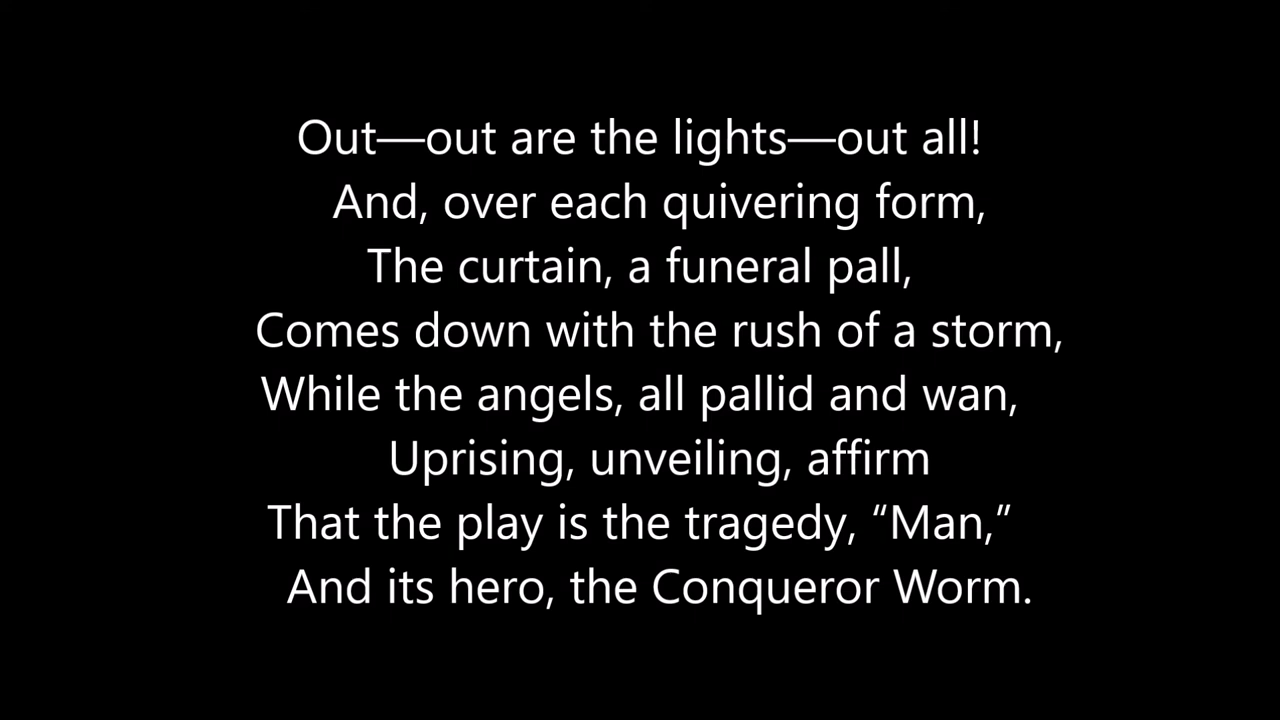 Out—out are the lights—out all!
And, over each quivering form,
The curtain, a funeral pall,
Comes down with the rush of a storm,
While the angels, all pallid and wan,
Uprising, unveiling, affirm
That the play is the tragedy, “Man,”
And its hero, the Conqueror Worm.